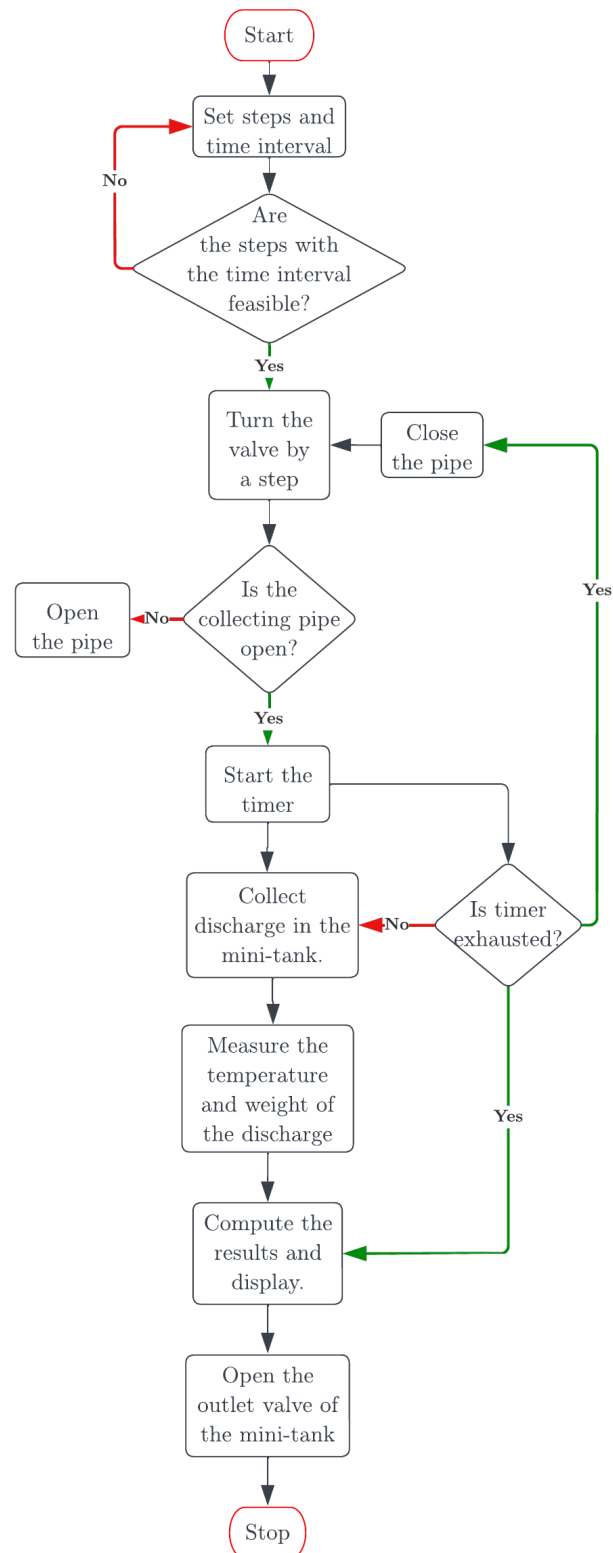 Start
Set steps and
time interval
No
Are
the steps with
the time interval
feasible?
Yes
Turn the
valve by
a step
Close
the pipe
Is the
collecting pipe
open?
No
Open
the pipe
Yes
Yes
Start the
timer
Collect
discharge in the
mini-tank.
No
Is timer
exhausted?
Measure the
temperature
and weight of
the discharge
Yes
Compute the
results and
display.
Open the
outlet valve of
the mini-tank
Stop